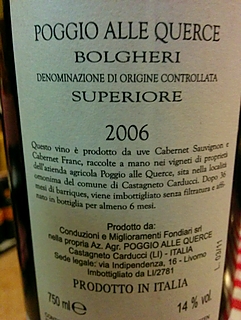 POGGIO ALLE QUERCE
BOLGHERI
DENOMINAZIONE DI ORIGINE CONTROLLATA
SUPERIORE
2006
Questo vino è prodotto da uve Cabernet Sauvignon e
Cabernet Franc, raccolte a mano nei vigneti di proprietà
dell'azienda agricola Poggio alle Querce, sita nella località
omonima del comune di Castagneto Carducci. Dopo 36
mesi di barriques, viene imbottigliato senza filtrature e affi-
nato in bottiglia per almeno 6 mesi.
Prodotto da:
Conduzioni e Miglioramenti Fondiari srl
nella propria Az. Agr. POGGIO ALLE QUERCE
Castagneto Carducci (LI) - ITALIA
Sede legale: via Indipendenza, 16 - Livorno
Imbottigliato da LI/2781
PRODOTTO IN ITALIA
750 ml e
14 % vol.
L. 03/11